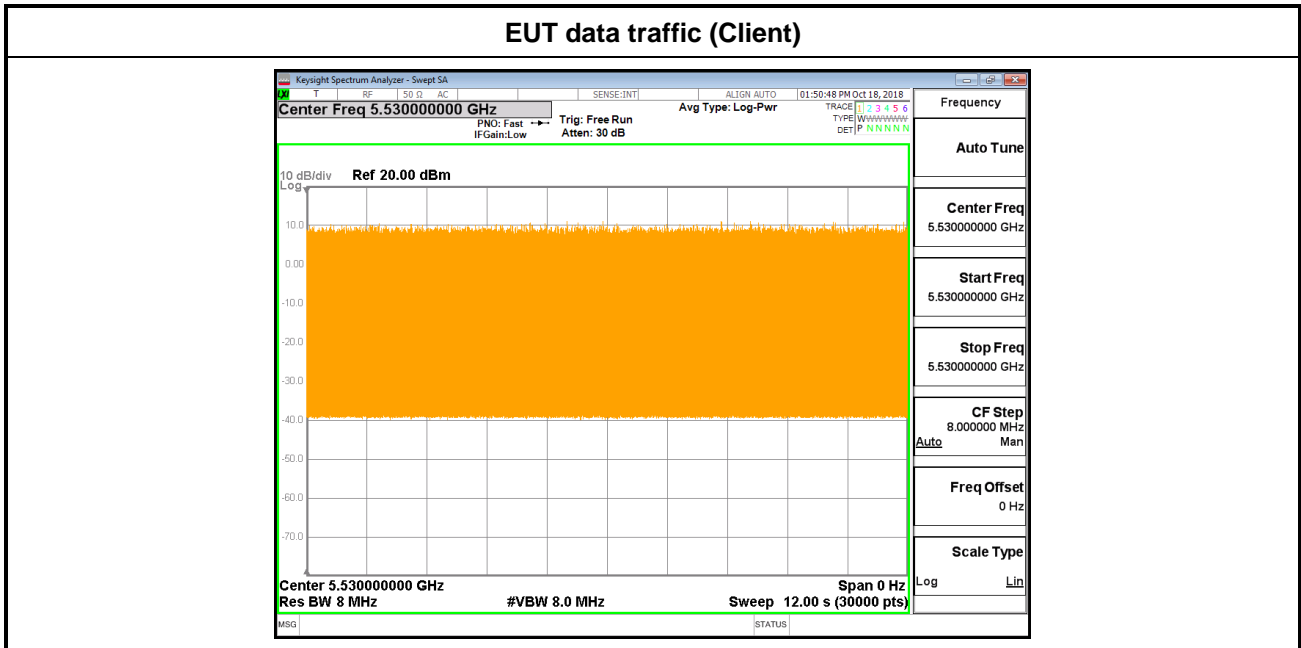 EUT data traffic (Client)
Keysight Spectrum Analyzer - Swept SA
LXI T RF 50 Ω AC SENSE:INT ALIGN AUTO 01:50:48 PM Oct 18, 2018
Center Freq 5.530000000 GHz
PNO: Fast
IFGain:Low
Trig: Free Run
Atten: 30 dB
Avg Type: Log-Pwr
TRACE 1 2 3 4 5 6
TYPE WWWWWW
DET P N N N N N
10 dB/div Ref 20.00 dBm
Log
10.0
0.00
-10.0
-20.0
-30.0
-40.0
-50.0
-60.0
-70.0
Center 5.530000000 GHz Span 0 Hz
Res BW 8 MHz #VBW 8.0 MHz Sweep 12.00 s (30000 pts)
MSG STATUS
Frequency
Auto Tune
Center Freq
5.530000000 GHz
Start Freq
5.530000000 GHz
Stop Freq
5.530000000 GHz
CF Step
8.000000 MHz
Auto Man
Freq Offset
0 Hz
Scale Type
Log Lin